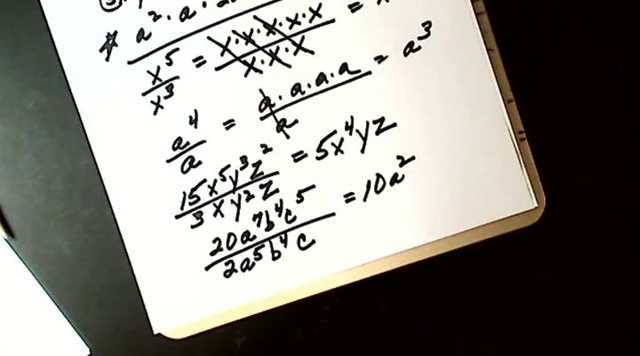 * a² · a ·
x⁵/x³ = x·x·x·x·x/x·x·x =
a⁴/a = a·a·a·a/a = a³
15x⁵y³z²/3xy²z = 5x⁴yz
20a⁷b⁴c⁵/2a⁵b⁴c = 10a²